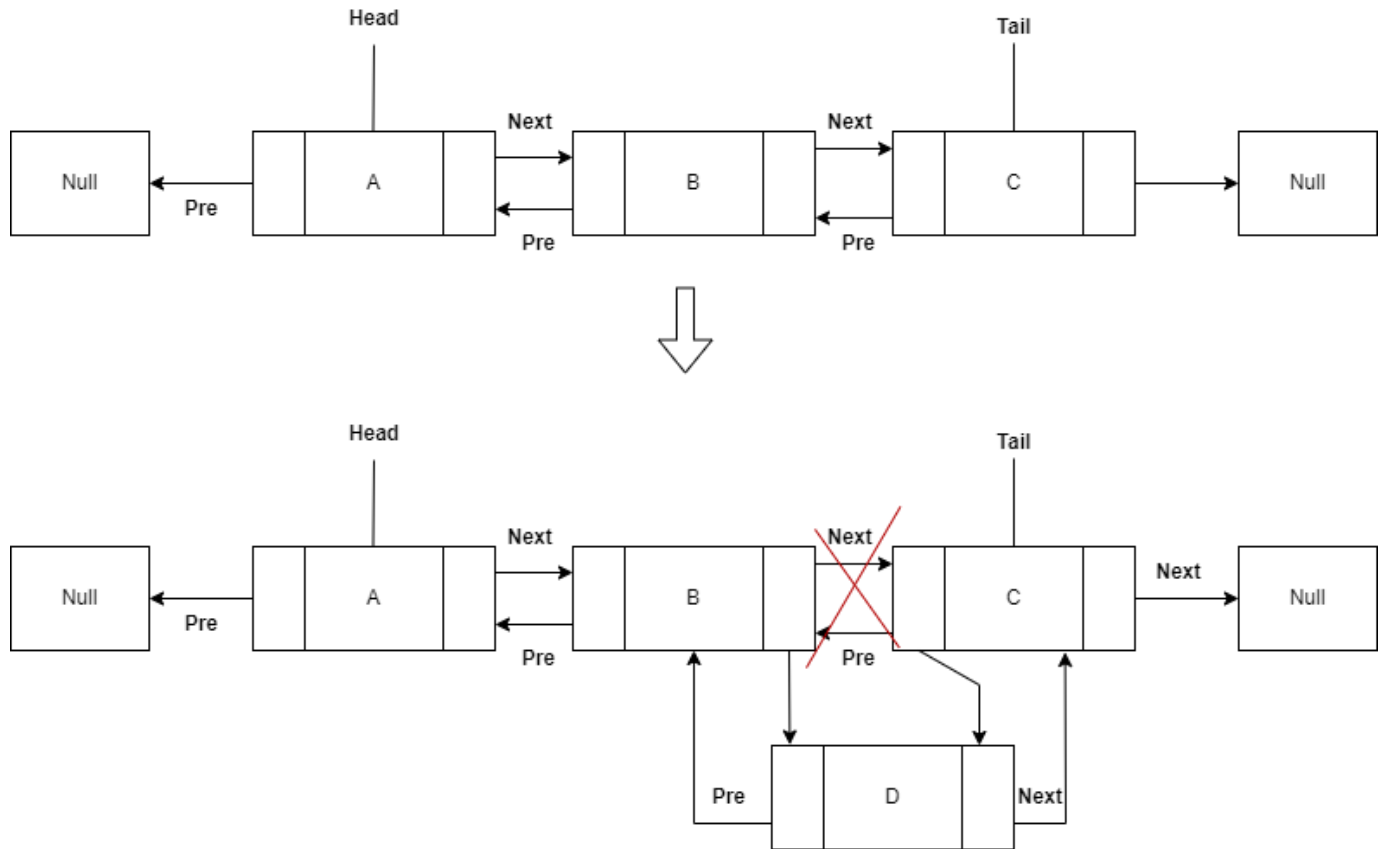 Head
Tail
Next
Next
Null
A
B
C
Null
Pre
Pre
Pre
Head
Tail
Next
Next
Next
Null
A
B
C
Null
Pre
Pre
Pre
Pre
D
Next